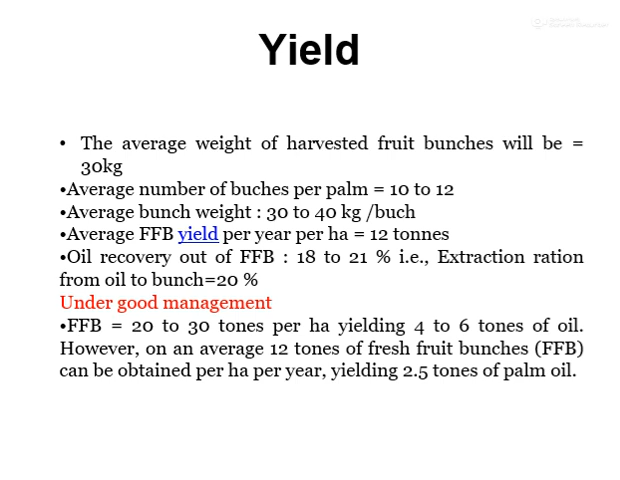 Yield
• The average weight of harvested fruit bunches will be =
30kg
•Average number of buches per palm = 10 to 12
•Average bunch weight : 30 to 40 kg /buch
•Average FFB yield per year per ha = 12 tonnes
•Oil recovery out of FFB : 18 to 21 % i.e., Extraction ration
from oil to bunch=20 %
Under good management
•FFB = 20 to 30 tones per ha yielding 4 to 6 tones of oil.
However, on an average 12 tones of fresh fruit bunches (FFB)
can be obtained per ha per year, yielding 2.5 tones of palm oil.